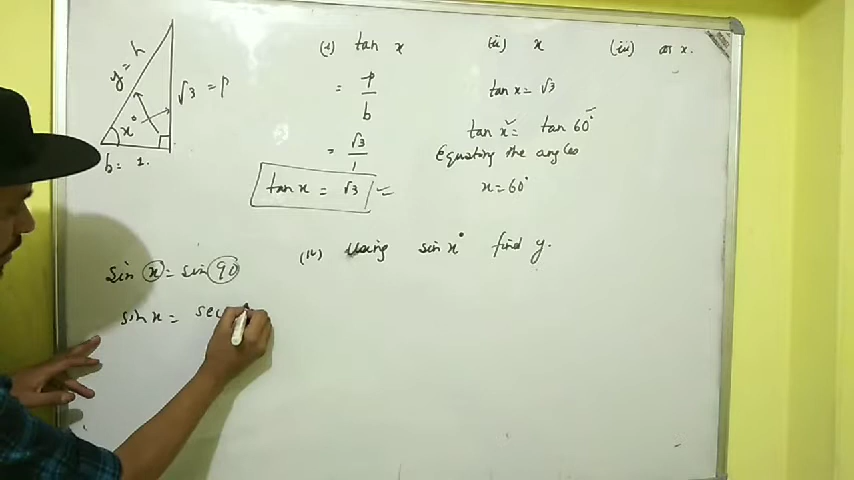 y = h
√3 = p
x°
b = 1.
(i) tan x
= p/b
= √3/1
tan x = √3
(ii) x
tan x = √3
tan x° = tan 60°
Equating the angles
x = 60°
(iii) cos x.
(iv) Using sin x° find y.
sin x = sin 90
sin x = sec